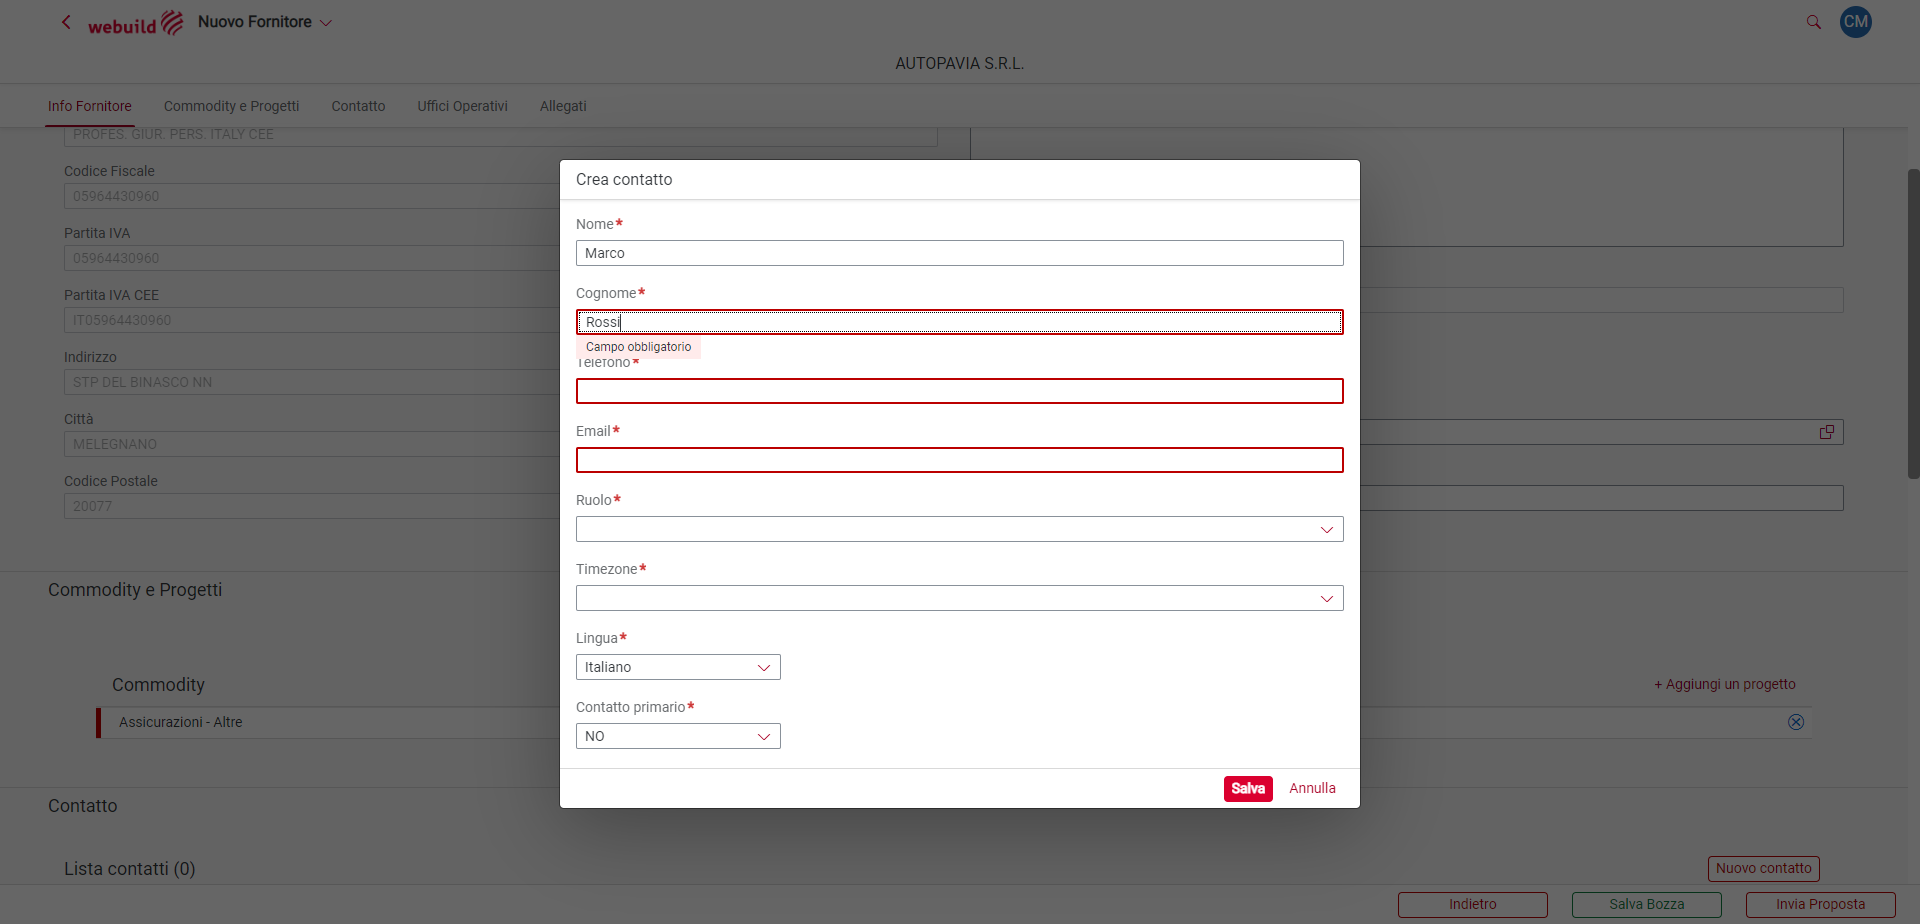 webuild Nuovo Fornitore
CM
AUTOPAVIA S.R.L.
Info Fornitore Commodity e Progetti Contatto Uffici Operativi Allegati
PROFES. GIUR. PERS. ITALY CEE
Codice Fiscale
05964430960
Partita IVA
05964430960
Partita IVA CEE
IT05964430960
Indirizzo
STP DEL BINASCO NN
Città
MELEGNANO
Codice Postale
20077
Commodity e Progetti
Commodity
+ Aggiungi un progetto
Assicurazioni - Altre
Contatto
Lista contatti (0)
Nuovo contatto
Indietro Salva Bozza Invia Proposta
Crea contatto
Nome*
Marco
Cognome*
Rossi
Campo obbligatorio
Telefono*
Email*
Ruolo*
Timezone*
Lingua*
Italiano
Contatto primario*
NO
Salva Annulla